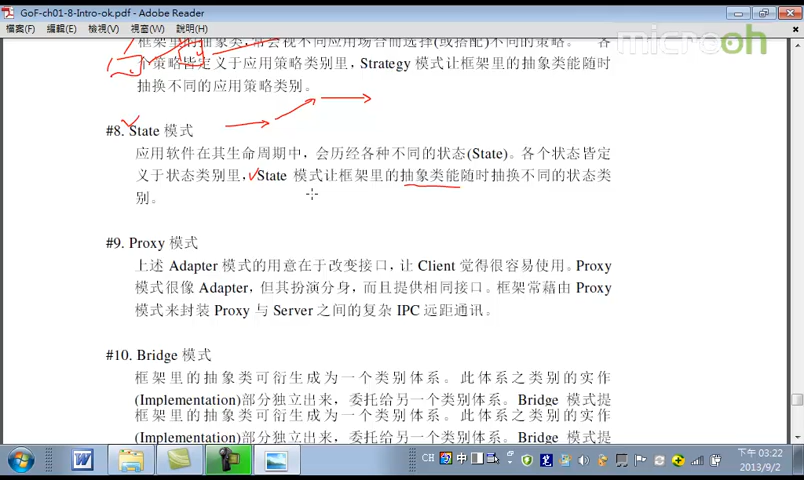 GoF-ch01-8-Intro-ok.pdf - Adobe Reader
檔案(F) 編輯(E) 檢視(V) 視窗(W) 說明(H)
microoh
框架里的抽象类,常会视不同应用场合而选择(或搭配)不同的策略。 各
个策略皆定义于应用策略类别里,Strategy 模式让框架里的抽象类能随时
抽换不同的应用策略类别。
#8. State 模式
应用软件在其生命周期中,会历经各种不同的状态(State)。各个状态皆定
义于状态类别里,State 模式让框架里的抽象类能随时抽换不同的状态类
别。
#9. Proxy 模式
上述 Adapter 模式的用意在于改变接口,让 Client 觉得很容易使用。Proxy
模式很像 Adapter,但其扮演分身,而且提供相同接口。框架常藉由 Proxy
模式来封装 Proxy 与 Server 之间的复杂 IPC 远距通讯。
#10. Bridge 模式
框架里的抽象类可衍生成为一个类别体系。此体系之类别的实作
(Implementation)部分独立出来,委托给另一个类别体系。Bridge 模式提
框架里的抽象类可衍生成为一个类别体系。此体系之类别的实作
(Implementation)部分独立出来,委托给另一个类别体系。Bridge 模式提
CH 中 下午 03:22
2013/9/2